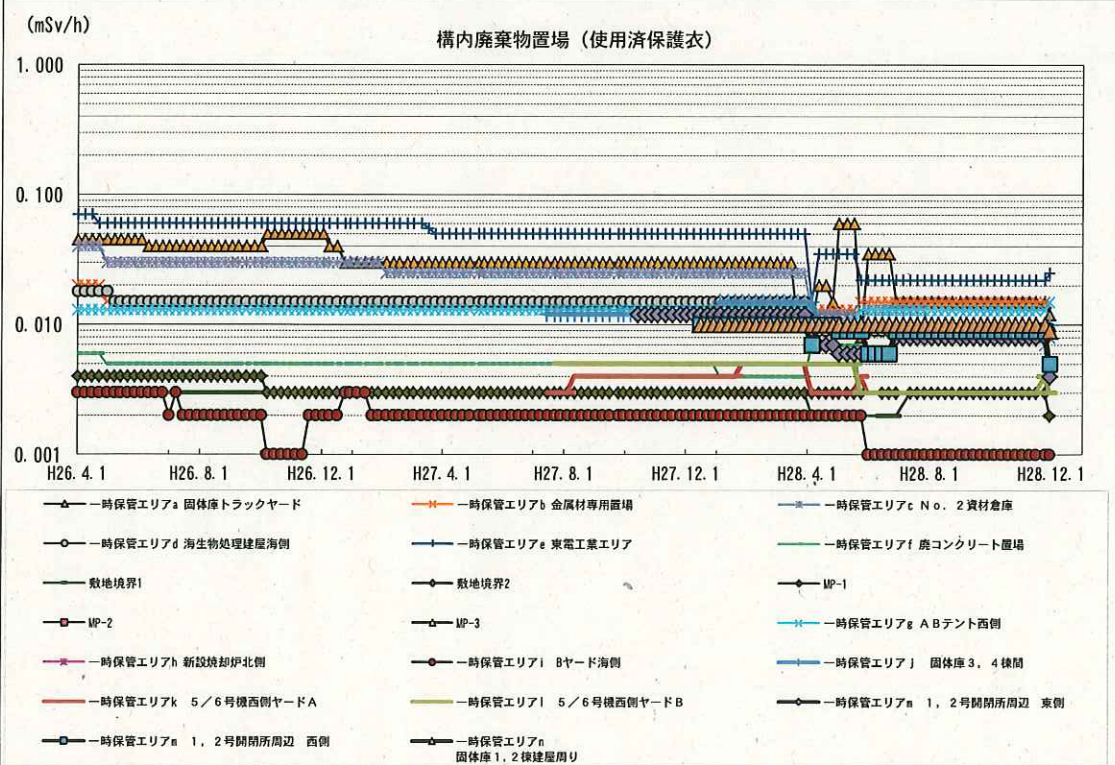 (mSv/h)
構内廃棄物置場（使用済保護衣）
1.000
0.100
0.010
0.001
H26.4.1 H26.8.1 H26.12.1 H27.4.1 H27.8.1 H27.12.1 H28.4.1 H28.8.1 H28.12.1
一時保管エリアa 固体庫トラックヤード
一時保管エリアb 金属材専用置場
一時保管エリアc No．2資材倉庫
一時保管エリアd 海生物処理建屋海側
一時保管エリアe 東電工業エリア
一時保管エリアf 廃コンクリート置場
敷地境界1
敷地境界2
MP-1
MP-2
MP-3
一時保管エリアg ABテント西側
一時保管エリアh 新設焼却炉北側
一時保管エリアi Bヤード海側
一時保管エリアj 固体庫3，4棟間
一時保管エリアk 5／6号機西側ヤードA
一時保管エリアl 5／6号機西側ヤードB
一時保管エリアm 1，2号開閉所周辺 東側
一時保管エリアm 1，2号開閉所周辺 西側
一時保管エリアn
固体庫1，2棟建屋周り